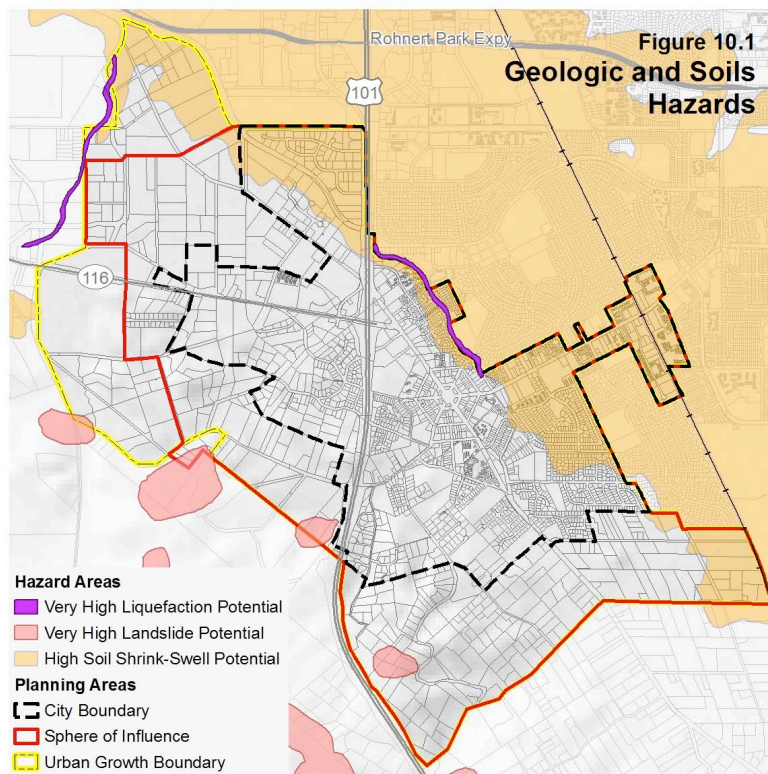 Figure 10.1
Geologic and Soils
Hazards
Rohnert Park Expy
101
116
Hazard Areas
Very High Liquefaction Potential
Very High Landslide Potential
High Soil Shrink-Swell Potential
Planning Areas
City Boundary
Sphere of Influence
Urban Growth Boundary